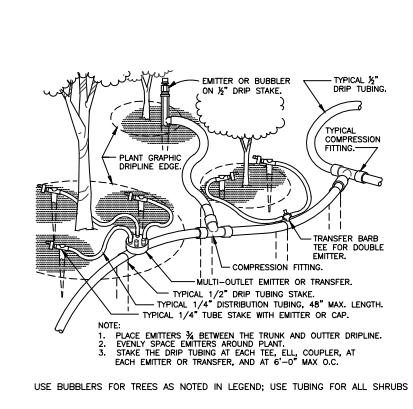 EMITTER OR BUBBLER
ON ½" DRIP STAKE.
TYPICAL ½"
DRIP TUBING.
TYPICAL
COMPRESSION
FITTING.
PLANT GRAPHIC
DRIPLINE EDGE.
TRANSFER BARB
TEE FOR DOUBLE
EMITTER.
COMPRESSION FITTING.
MULTI-OUTLET EMITTER OR TRANSFER.
TYPICAL 1/2" DRIP TUBING STAKE.
TYPICAL 1/4" DISTRIBUTION TUBING, 48" MAX. LENGTH.
TYPICAL 1/4" TUBE STAKE WITH EMITTER OR CAP.
NOTE:
1. PLACE EMITTERS ¾ BETWEEN THE TRUNK AND OUTER DRIPLINE.
2. EVENLY SPACE EMITTERS AROUND PLANT.
3. STAKE THE DRIP TUBING AT EACH TEE, ELL, COUPLER, AT
EACH EMITTER OR TRANSFER, AND AT 6'-0" MAX O.C.
USE BUBBLERS FOR TREES AS NOTED IN LEGEND; USE TUBING FOR ALL SHRUBS